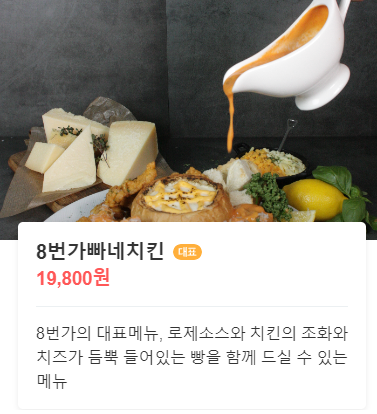 8번가빠네치킨 대표
19,800원
8번가의 대표메뉴, 로제소스와 치킨의 조화와
치즈가 듬뿍 들어있는 빵을 함께 드실 수 있는
메뉴